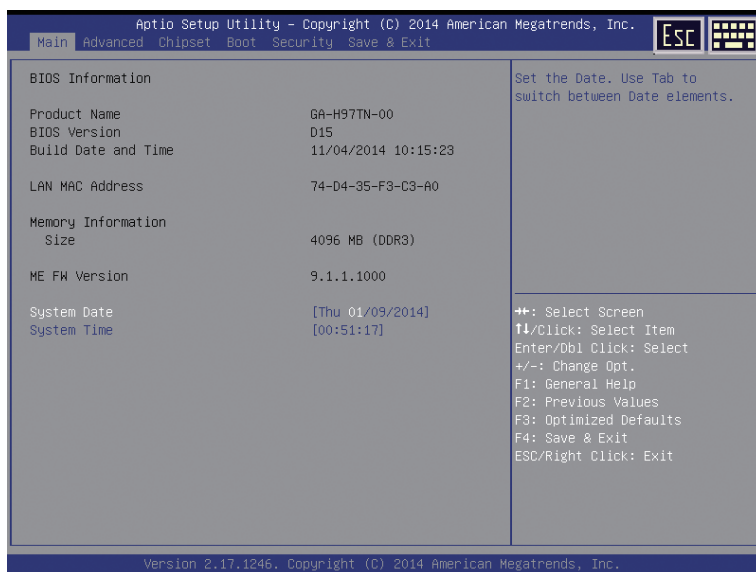 Aptio Setup Utility – Copyright (C) 2014 American Megatrends, Inc.
Main Advanced Chipset Boot Security Save & Exit
Esc
BIOS Information
Product Name GA-H97TN-00
BIOS Version D15
Build Date and Time 11/04/2014 10:15:23
LAN MAC Address 74-D4-35-F3-C3-A0
Memory Information
Size 4096 MB (DDR3)
ME FW Version 9.1.1.1000
System Date [Thu 01/09/2014]
System Time [00:51:17]
Set the Date. Use Tab to
switch between Date elements.
→←: Select Screen
↑↓/Click: Select Item
Enter/Dbl Click: Select
+/-: Change Opt.
F1: General Help
F2: Previous Values
F3: Optimized Defaults
F4: Save & Exit
ESC/Right Click: Exit
Version 2.17.1246. Copyright (C) 2014 American Megatrends, Inc.